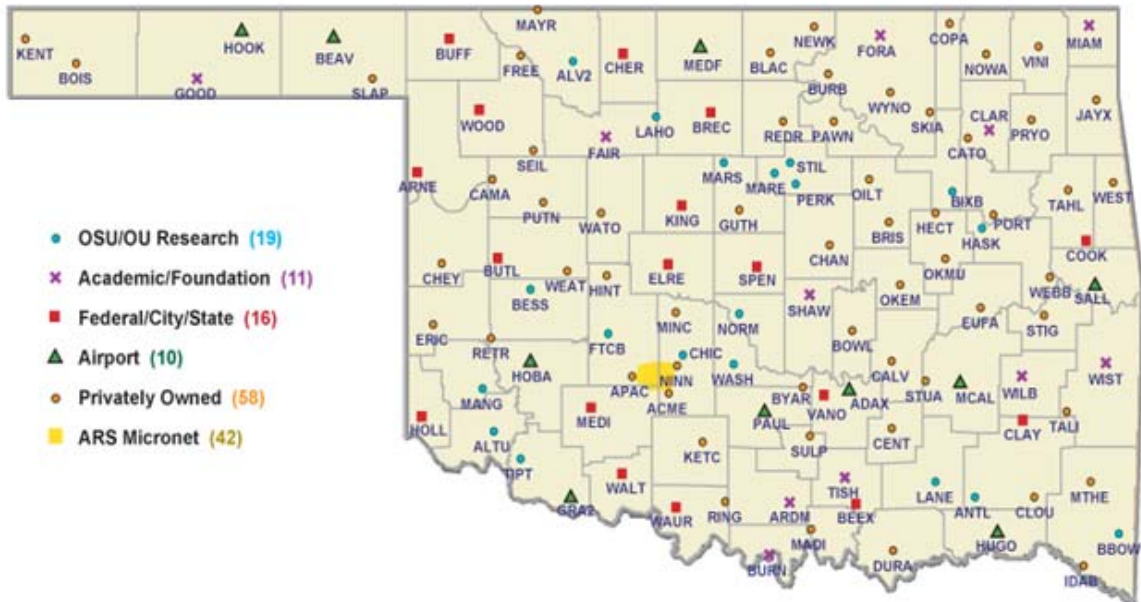 MAYR
KENT
HOOK
BEAV
BUFF
CHER
MEDF
NEWK
FORA
COPA
MIAM
BOIS
GOOD
SLAP
FREE
ALV2
BLAC
BURB
NOWA
VINI
WYNO
WOOD
LAHO
BREC
REDR
PAWN
SKIA
CLAR
PRYO
JAYX
FAIR
CATO
SEIL
ARNE
CAMA
MARS
MARE
STIL
PERK
OILT
BIXB
TAHL
WEST
PUTN
WATO
KING
GUTH
BRIS
HECT
HASK
PORT
COOK
CHEY
BUTL
WEAT
HINT
ELRE
SPEN
CHAN
OKMU
WEBB
SALL
BESS
SHAW
OKEM
EUFA
STIG
ERIC
RETR
FTCB
MINC
NORM
BOWL
HOBA
CHIC
NINN
WASH
CALV
WIST
MANG
APAC
ACME
BYAR
VANO
ADAX
STUA
MCAL
WILB
HOLL
ALTU
MEDI
PAUL
CENT
CLAY
TALI
TIPT
KETC
SULP
GRA2
WALT
WAUR
RING
ARDM
TISH
BEEX
LANE
ANTL
CLOU
MTHE
BURN
MADI
DURA
HUGO
BBOW
IDAB
OSU/OU Research (19)
Academic/Foundation (11)
Federal/City/State (16)
Airport (10)
Privately Owned (58)
ARS Micronet (42)